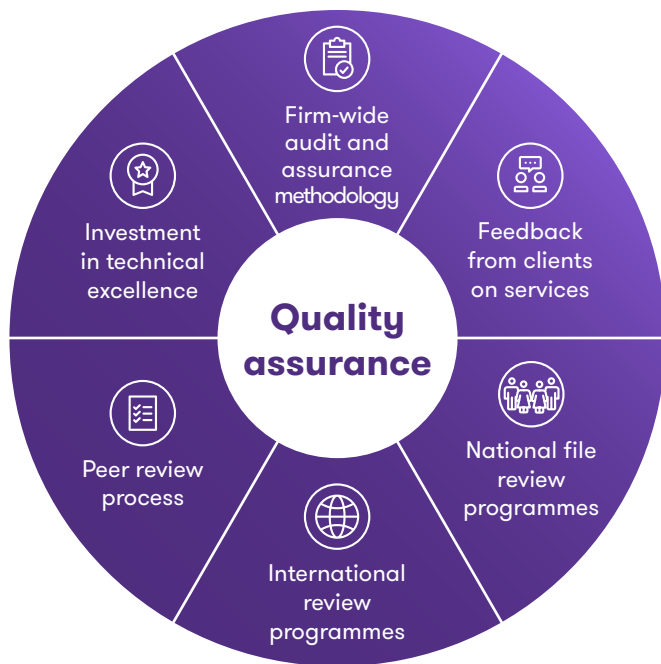 Firm-wide
audit and
assurance
methodology
Feedback
from clients
on services
National file
review
programmes
International
review
programmes
Peer review
process
Investment
in technical
excellence
Quality
assurance